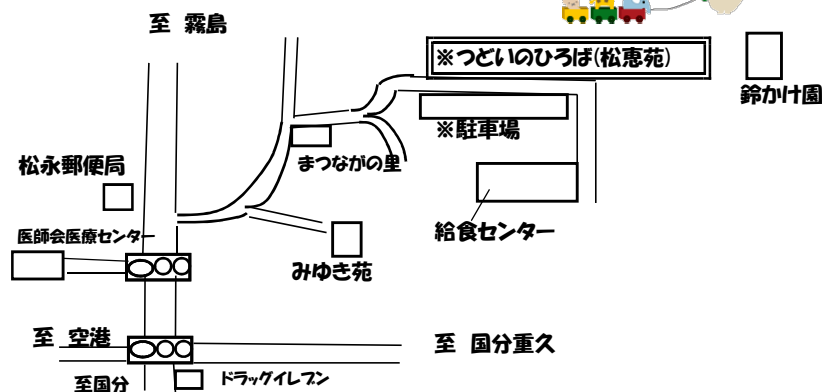 至 霧島
※つどいのひろば(松恵苑)
鈴かけ園
※駐車場
まつながの里
松永郵便局
給食センター
医師会医療センター
みゆき苑
至 空港
至 国分重久
至国分
ドラッグイレブン